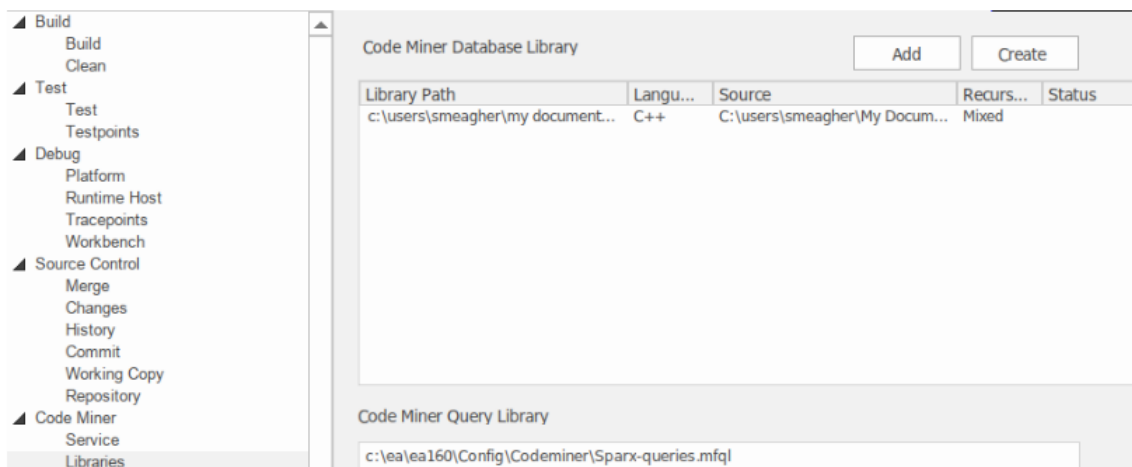 Build
Build
Clean
Test
Test
Testpoints
Debug
Platform
Runtime Host
Tracepoints
Workbench
Source Control
Merge
Changes
History
Commit
Working Copy
Repository
Code Miner
Service
Libraries
Code Miner Database Library
Add Create
Library Path Langu... Source Recurs... Status
c:\users\smeagher\my document... C++ C:\users\smeagher\My Docum... Mixed
Code Miner Query Library
c:\ea\ea160\Config\Codeminer\Sparx-queries.mfql